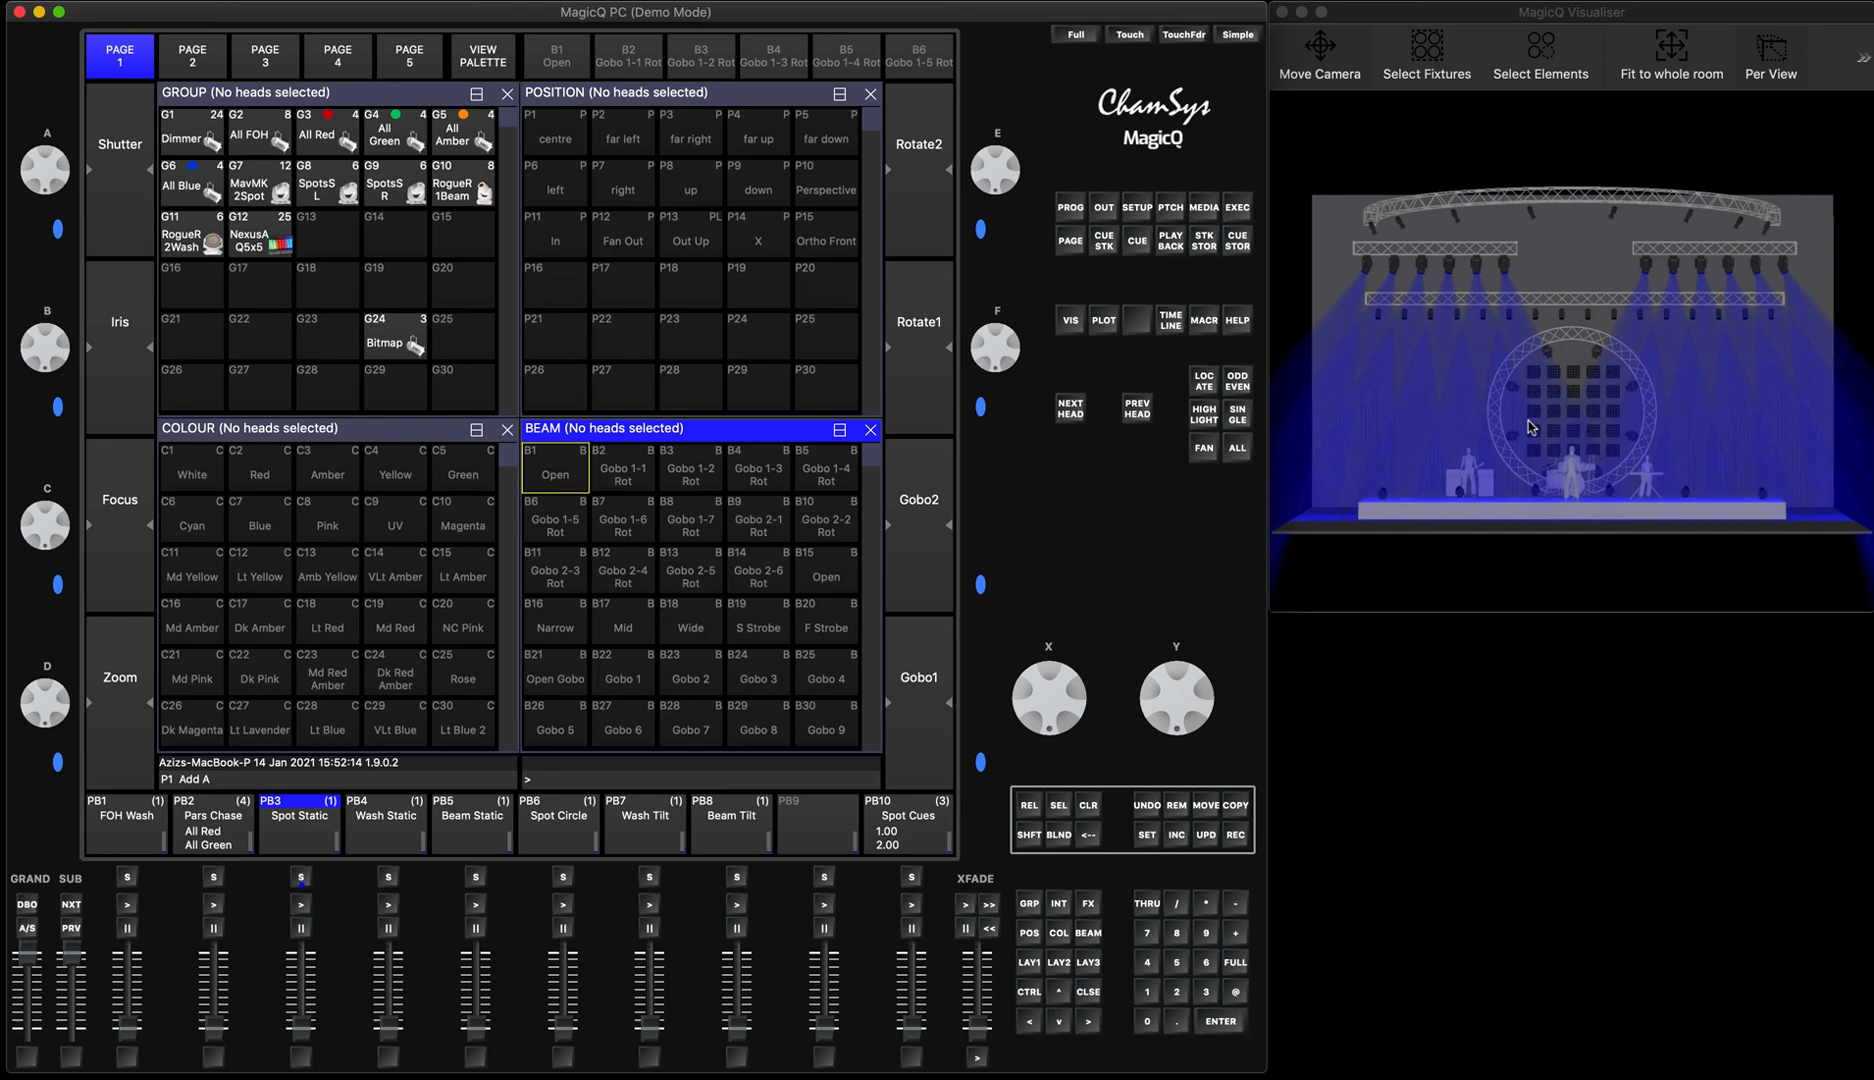 MagicQ PC (Demo Mode)
MagicQ Visualiser
PAGE 1
PAGE 2
PAGE 3
PAGE 4
PAGE 5
VIEW PALETTE
B1 Open
B2 Gobo 1-1 Rot
B3 Gobo 1-2 Rot
B4 Gobo 1-3 Rot
B5 Gobo 1-4 Rot
B6 Gobo 1-5 Rot
Full Touch TouchFdr Simple
Move Camera Select Fixtures Select Elements Fit to whole room Per View
ChamSys
MagicQ
GROUP (No heads selected)
G1 24 Dimmer
G2 8 All FOH
G3 4 All Red
G4 4 All Green
G5 4 All Amber
G6 4 All Blue
G7 12 MavMK 2Spot
G8 6 SpotsS L
G9 6 SpotsS R
G10 8 RogueR 1Beam
G11 6 RogueR 2Wash
G12 25 NexusA Q5x5
G13 G14 G15
G16 G17 G18 G19 G20
G21 G22 G23
G24 3 Bitmap
G25
G26 G27 G28 G29 G30
POSITION (No heads selected)
P1 P centre
P2 P far left
P3 P far right
P4 P far up
P5 P far down
P6 P left
P7 P right
P8 P up
P9 P down
P10 P Perspective
P11 P In
P12 P Fan Out
P13 PL Out Up
P14 P X
P15 P Ortho Front
P16 P17 P18 P19 P20
P21 P22 P23 P24 P25
P26 P27 P28 P29 P30
COLOUR (No heads selected)
C1 C White
C2 C Red
C3 C Amber
C4 C Yellow
C5 C Green
C6 C Cyan
C7 C Blue
C8 C Pink
C9 C UV
C10 C Magenta
C11 C Md Yellow
C12 C Lt Yellow
C13 C Amb Yellow
C14 C VLt Amber
C15 C Lt Amber
C16 C Md Amber
C17 C Dk Amber
C18 C Lt Red
C19 C Md Red
C20 C NC Pink
C21 C Md Pink
C22 C Dk Pink
C23 C Md Red Amber
C24 C Dk Red Amber
C25 C Rose
C26 C Dk Magenta
C27 C Lt Lavender
C28 C Lt Blue
C29 C VLt Blue
C30 C Lt Blue 2
BEAM (No heads selected)
B1 B Open
B2 B Gobo 1-1 Rot
B3 B Gobo 1-2 Rot
B4 B Gobo 1-3 Rot
B5 B Gobo 1-4 Rot
B6 B Gobo 1-5 Rot
B7 B Gobo 1-6 Rot
B8 B Gobo 1-7 Rot
B9 B Gobo 2-1 Rot
B10 B Gobo 2-2 Rot
B11 B Gobo 2-3 Rot
B12 B Gobo 2-4 Rot
B13 B Gobo 2-5 Rot
B14 B Gobo 2-6 Rot
B15 B Open
B16 B Narrow
B17 B Mid
B18 B Wide
B19 B S Strobe
B20 B F Strobe
B21 B Open Gobo
B22 B Gobo 1
B23 B Gobo 2
B24 B Gobo 3
B25 B Gobo 4
B26 B Gobo 5
B27 B Gobo 6
B28 B Gobo 7
B29 B Gobo 8
B30 B Gobo 9
A Shutter
B Iris
C Focus
D Zoom
E Rotate2
F Rotate1
Gobo2
Gobo1
X Y
Azizs-MacBook-P 14 Jan 2021 15:52:14 1.9.0.2
P1 Add A
>
PB1 (1) FOH Wash
PB2 (4) Pars Chase
All Red
All Green
PB3 (1) Spot Static
PB4 (1) Wash Static
PB5 (1) Beam Static
PB6 (1) Spot Circle
PB7 (1) Wash Tilt
PB8 (1) Beam Tilt
PB9
PB10 (3) Spot Cues
1.00
2.00
PROG OUT SETUP PTCH MEDIA EXEC
PAGE CUE STK CUE PLAY BACK STK STOR CUE STOR
VIS PLOT TIME LINE MACR HELP
LOC ATE ODD EVEN
NEXT HEAD PREV HEAD HIGH LIGHT SIN GLE
FAN ALL
REL SEL CLR UNDO REM MOVE COPY
SHFT BLND <-- SET INC UPD REC
GRAND SUB XFADE
DBO NXT
A/S PRV
S S S S S S S S S S
> > > > > > > > > > > >>
II II II II II II II II II II II <<
>
GRP INT FX THRU / * -
POS COL BEAM 7 8 9 +
LAY1 LAY2 LAY3 4 5 6 FULL
CTRL ^ CLSE 1 2 3 @
< v > 0 . ENTER